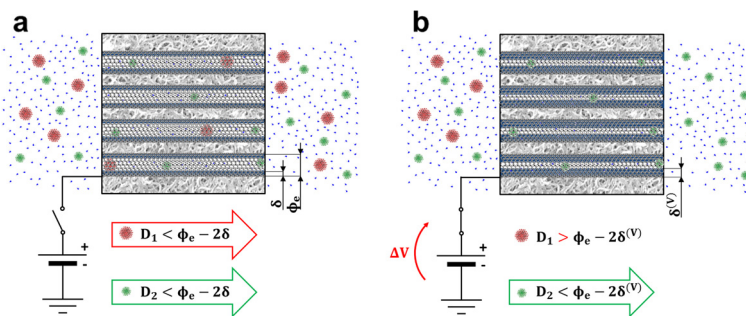 a
δ
ϕₑ
+
-
D₁ < ϕₑ − 2δ
D₂ < ϕₑ − 2δ
b
δ⁽ⱽ⁾
ΔV
+
-
D₁ > ϕₑ − 2δ⁽ⱽ⁾
D₂ < ϕₑ − 2δ⁽ⱽ⁾